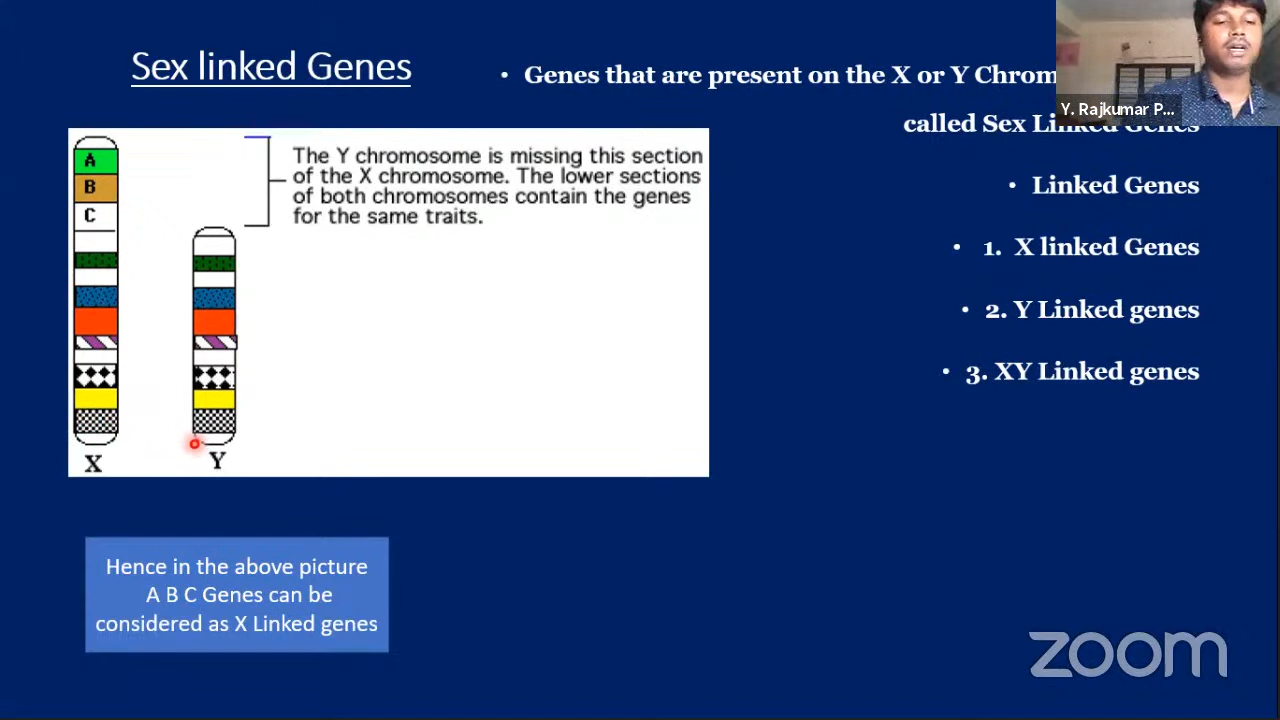 Sex linked Genes
• Genes that are present on the X or Y Chrom
called Sex Linked Genes
• Linked Genes
• 1. X linked Genes
• 2. Y Linked genes
• 3. XY Linked genes
Y. Rajkumar P...
A
B
C
The Y chromosome is missing this section
of the X chromosome. The lower sections
of both chromosomes contain the genes
for the same traits.
X
Y
Hence in the above picture
A B C Genes can be
considered as X Linked genes
zoom